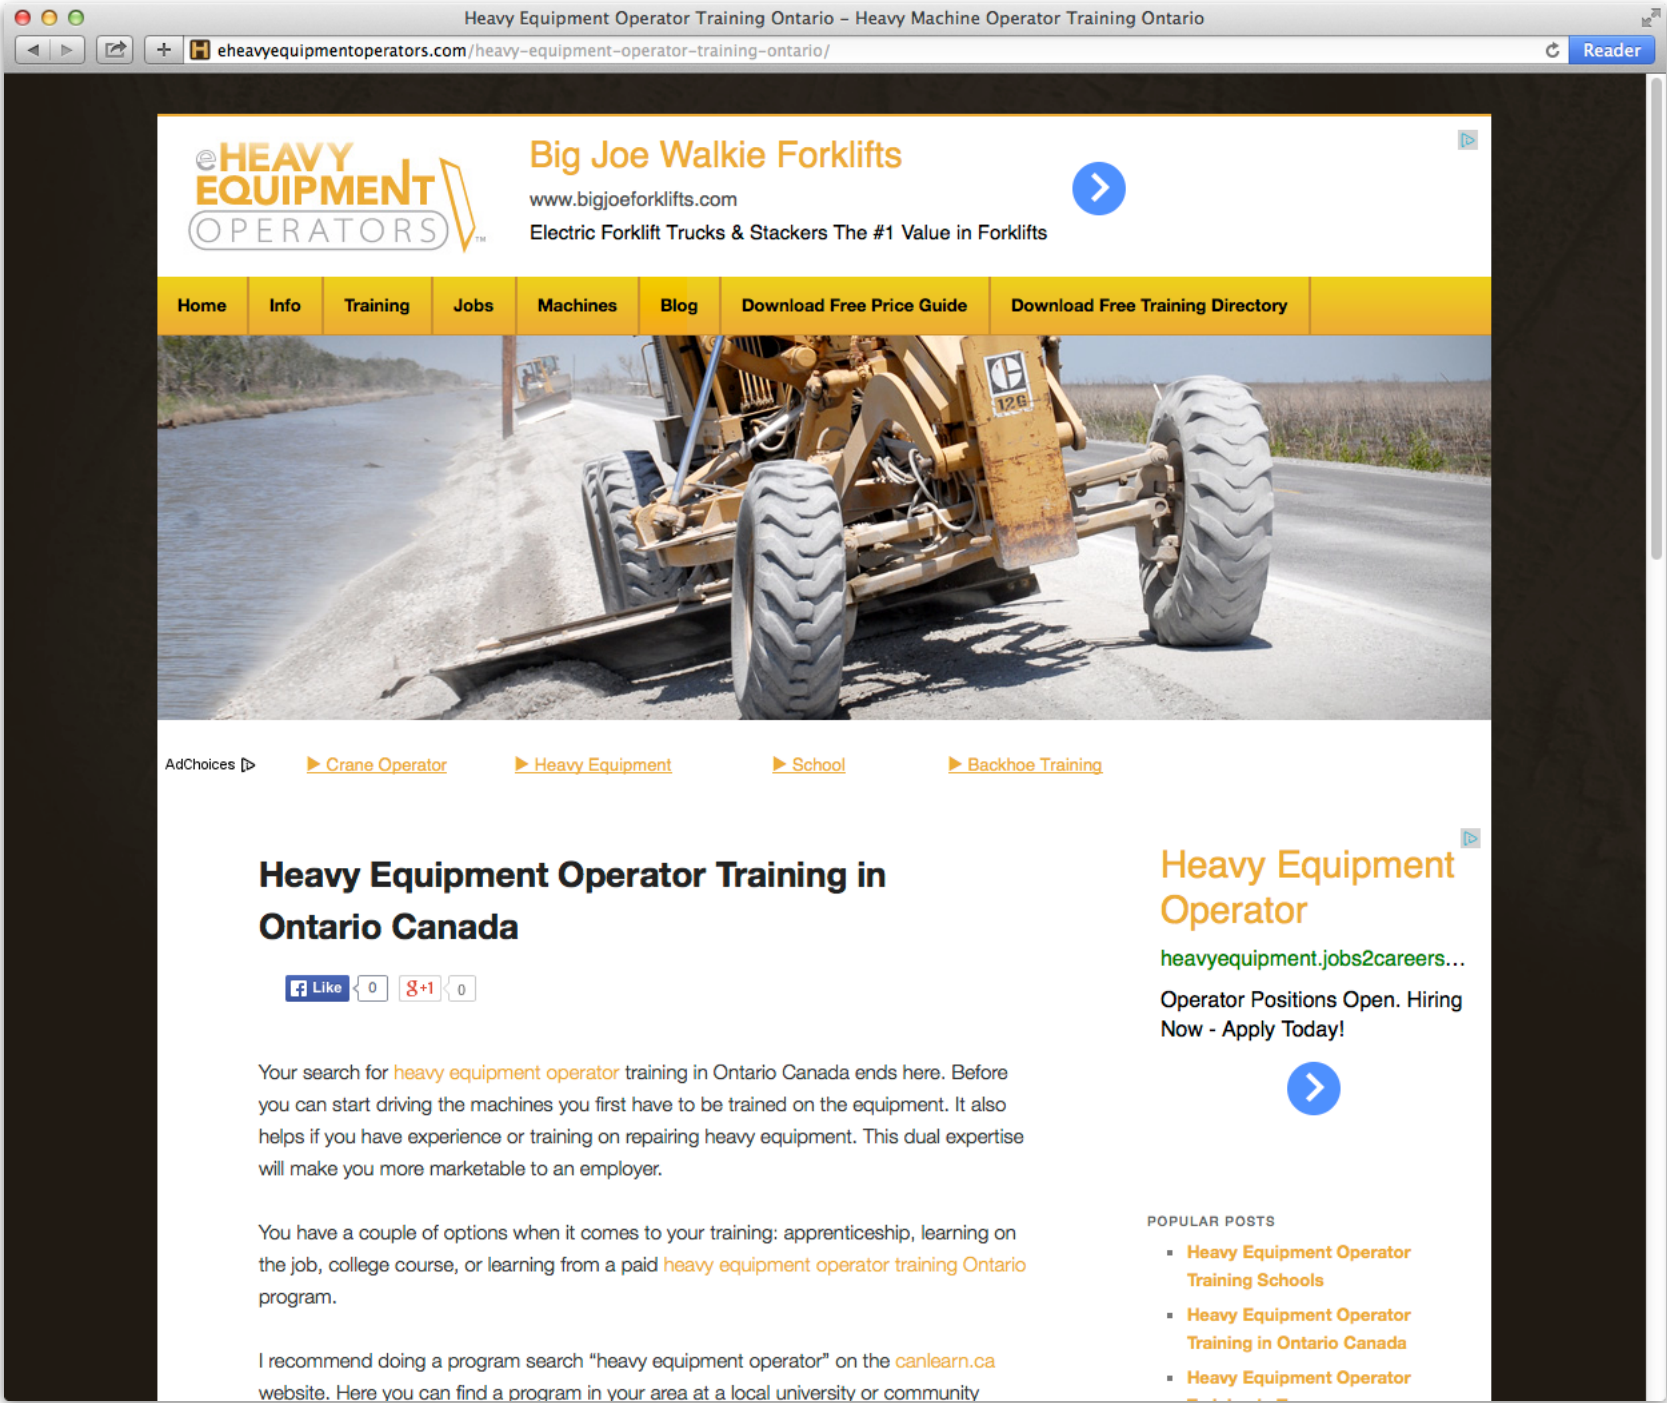 Heavy Equipment Operator Training Ontario – Heavy Machine Operator Training Ontario
eheavyequipmentoperators.com/heavy-equipment-operator-training-ontario/
Reader
eHEAVY
EQUIPMENT
OPERATORS™
Big Joe Walkie Forklifts
www.bigjoeforklifts.com
Electric Forklift Trucks & Stackers The #1 Value in Forklifts
Home Info Training Jobs Machines Blog Download Free Price Guide Download Free Training Directory
12G
AdChoices Crane Operator Heavy Equipment School Backhoe Training
Heavy Equipment Operator Training in
Ontario Canada
Like 0 g+1 0
Your search for heavy equipment operator training in Ontario Canada ends here. Before
you can start driving the machines you first have to be trained on the equipment. It also
helps if you have experience or training on repairing heavy equipment. This dual expertise
will make you more marketable to an employer.
You have a couple of options when it comes to your training: apprenticeship, learning on
the job, college course, or learning from a paid heavy equipment operator training Ontario
program.
I recommend doing a program search “heavy equipment operator” on the canlearn.ca
website. Here you can find a program in your area at a local university or community
Heavy Equipment
Operator
heavyequipment.jobs2careers...
Operator Positions Open. Hiring
Now - Apply Today!
POPULAR POSTS
Heavy Equipment Operator
Training Schools
Heavy Equipment Operator
Training in Ontario Canada
Heavy Equipment Operator